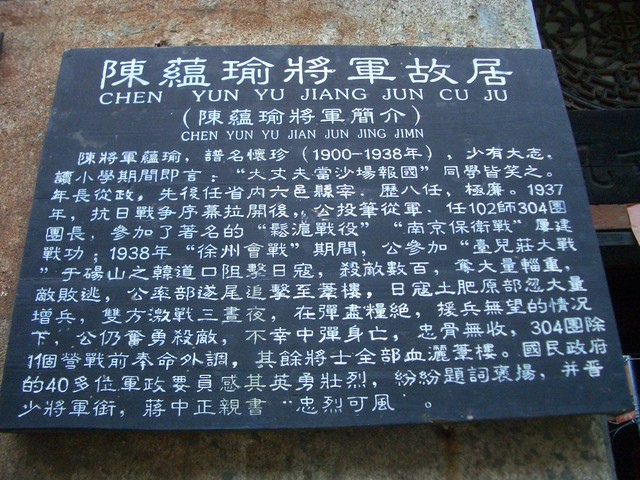 陳蘊瑜將軍故居
CHEN YUN YU JIANG JUN CU JU
(陳蘊瑜將軍簡介)
CHEN YUN YU JIAN JUN JING JIMN
陳將軍蘊瑜，譜名懷珍（1900-1938年），少有大志，
讀小學期間即言："大丈夫當沙場報國"同學皆笑之。
年長從政，先後任省內六邑縣宰．歷八任，極廉。1937
年，抗日戰爭序幕拉開後，公投筆從軍．任102師304團
團長，參加了著名的"鬆滬戰役" "南京保衛戰"屢建
戰功；1938年"徐州會戰"期間，公參加"臺兒莊大戰
"于碭山之韓道口阻擊日寇，殺敵數百，奪大量輜重，
敵敗逃，公率部遂尾追擊至葦樓，日寇土肥原部忽大量
增兵，雙方激戰三晝夜，在彈盡糧絕，援兵無望的情況
下，公仍奮勇殺敵，不幸中彈身亡，忠骨無收，304團除
11個營戰前奉命外調，其餘將士全部血灑葦樓。國民政府
的40多位軍政要員感其英勇壯烈，紛紛題詞褒揚，并晋
少將軍銜，蔣中正親書"忠烈可風"。